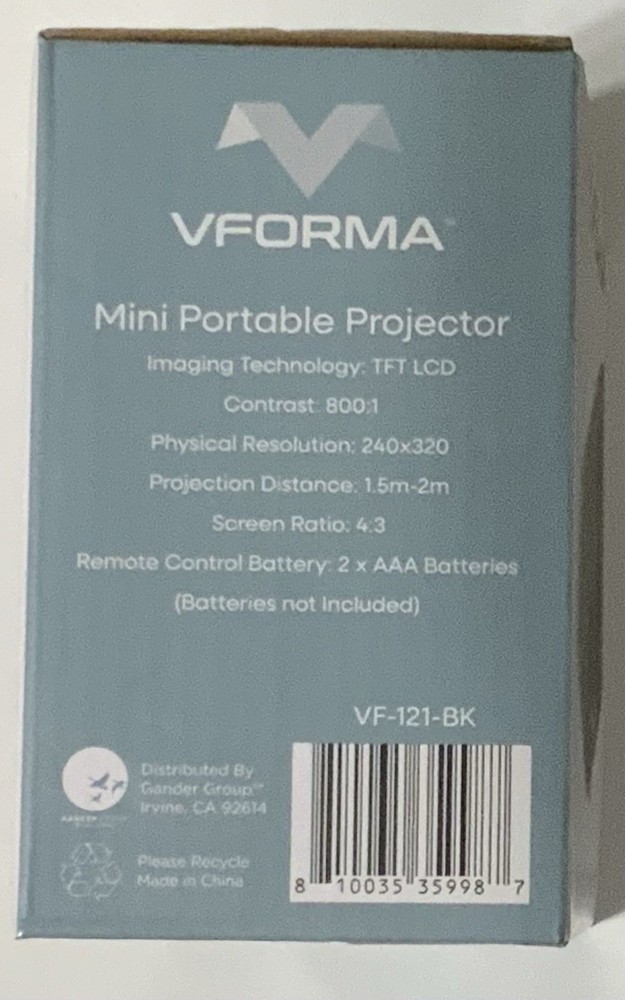 VFORMA™
Mini Portable Projector
Imaging Technology: TFT LCD
Contrast: 800:1
Physical Resolution: 240x320
Projection Distance: 1.5m-2m
Screen Ratio: 4:3
Remote Control Battery: 2 x AAA Batteries
(Batteries not Included)
VF-121-BK
Distributed By
Gander Group™
Irvine, CA 92614
Please Recycle
Made in China
8 10035 35998 7